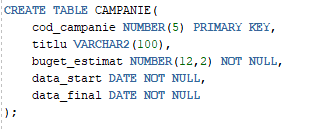 CREATE TABLE CAMPANIE(
    cod_campanie NUMBER(5) PRIMARY KEY,
    titlu VARCHAR2(100),
    buget_estimat NUMBER(12,2) NOT NULL,
    data_start DATE NOT NULL,
    data_final DATE NOT NULL
);